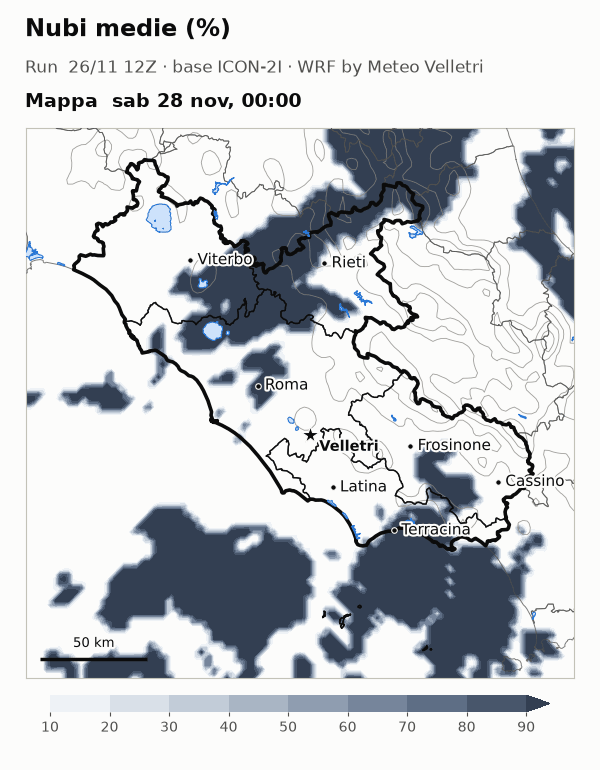 Nubi medie (%)
Run 26/11 12Z · base ICON-2I · WRF by Meteo Velletri
Mappa sab 28 nov, 00:00
Viterbo
Rieti
Roma
Velletri
Frosinone
Cassino
Latina
Terracina
50 km
10 20 30 40 50 60 70 80 90